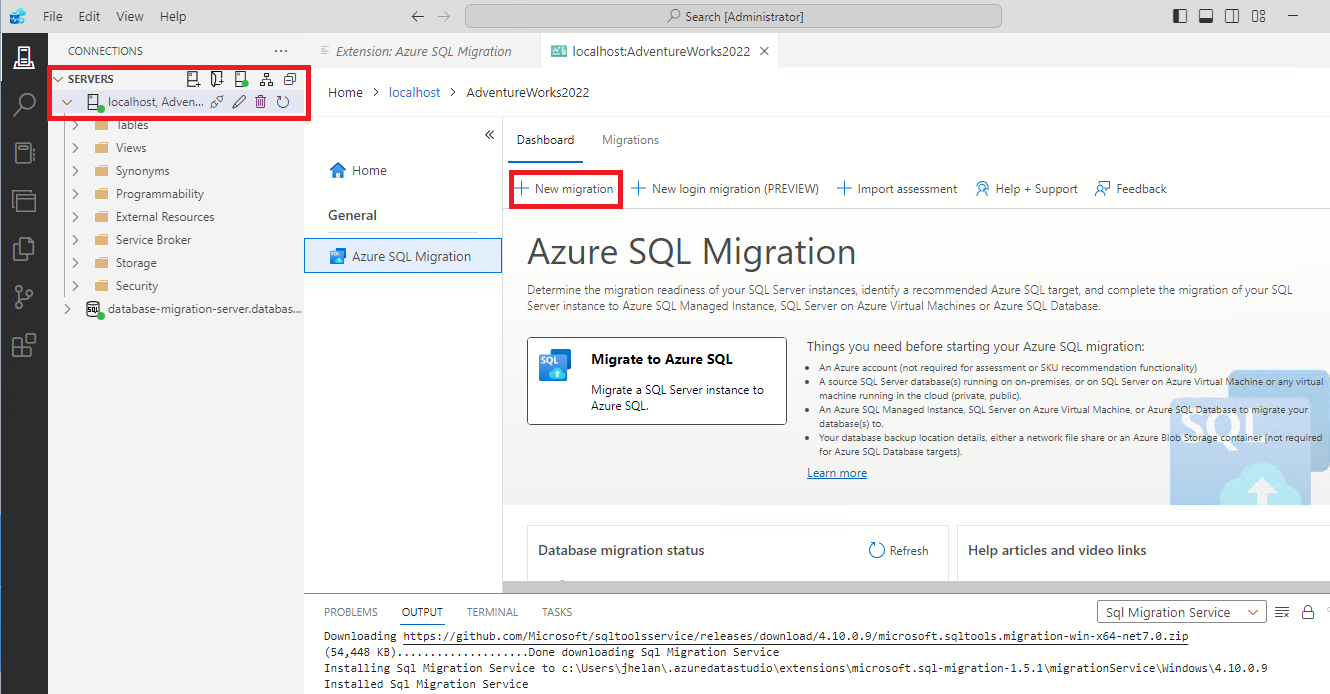 File Edit View Help
Search [Administrator]
CONNECTIONS ...
SERVERS
localhost, Adven...
Tables
Views
Synonyms
Programmability
External Resources
Service Broker
Storage
Security
database-migration-server.databas...
Extension: Azure SQL Migration
localhost:AdventureWorks2022
Home > localhost > AdventureWorks2022
Home
General
Azure SQL Migration
Dashboard Migrations
New migration
New login migration (PREVIEW)
Import assessment
Help + Support
Feedback
Azure SQL Migration
Determine the migration readiness of your SQL Server instances, identify a recommended Azure SQL target, and complete the migration of your SQL
Server instance to Azure SQL Managed Instance, SQL Server on Azure Virtual Machines or Azure SQL Database.
SQL
Migrate to Azure SQL
Migrate a SQL Server instance to
Azure SQL.
Things you need before starting your Azure SQL migration:
• An Azure account (not required for assessment or SKU recommendation functionality)
• A source SQL Server database(s) running on on-premises, or on SQL Server on Azure Virtual Machine or any virtual
machine running in the cloud (private, public).
• An Azure SQL Managed Instance, SQL Server on Azure Virtual Machine, or Azure SQL Database to migrate your
database(s) to.
• Your database backup location details, either a network file share or an Azure Blob Storage container (not required
for Azure SQL Database targets).
Learn more
SQL
Database migration status
Refresh
Help articles and video links
PROBLEMS OUTPUT TERMINAL TASKS
Sql Migration Service
Downloading https://github.com/Microsoft/sqltoolsservice/releases/download/4.10.0.9/microsoft.sqltools.migration-win-x64-net7.0.zip
(54,448 KB)....................Done downloading Sql Migration Service
Installing Sql Migration Service to c:\Users\jhelan\.azuredatastudio\extensions\microsoft.sql-migration-1.5.1\migrationService\Windows\4.10.0.9
Installed Sql Migration Service